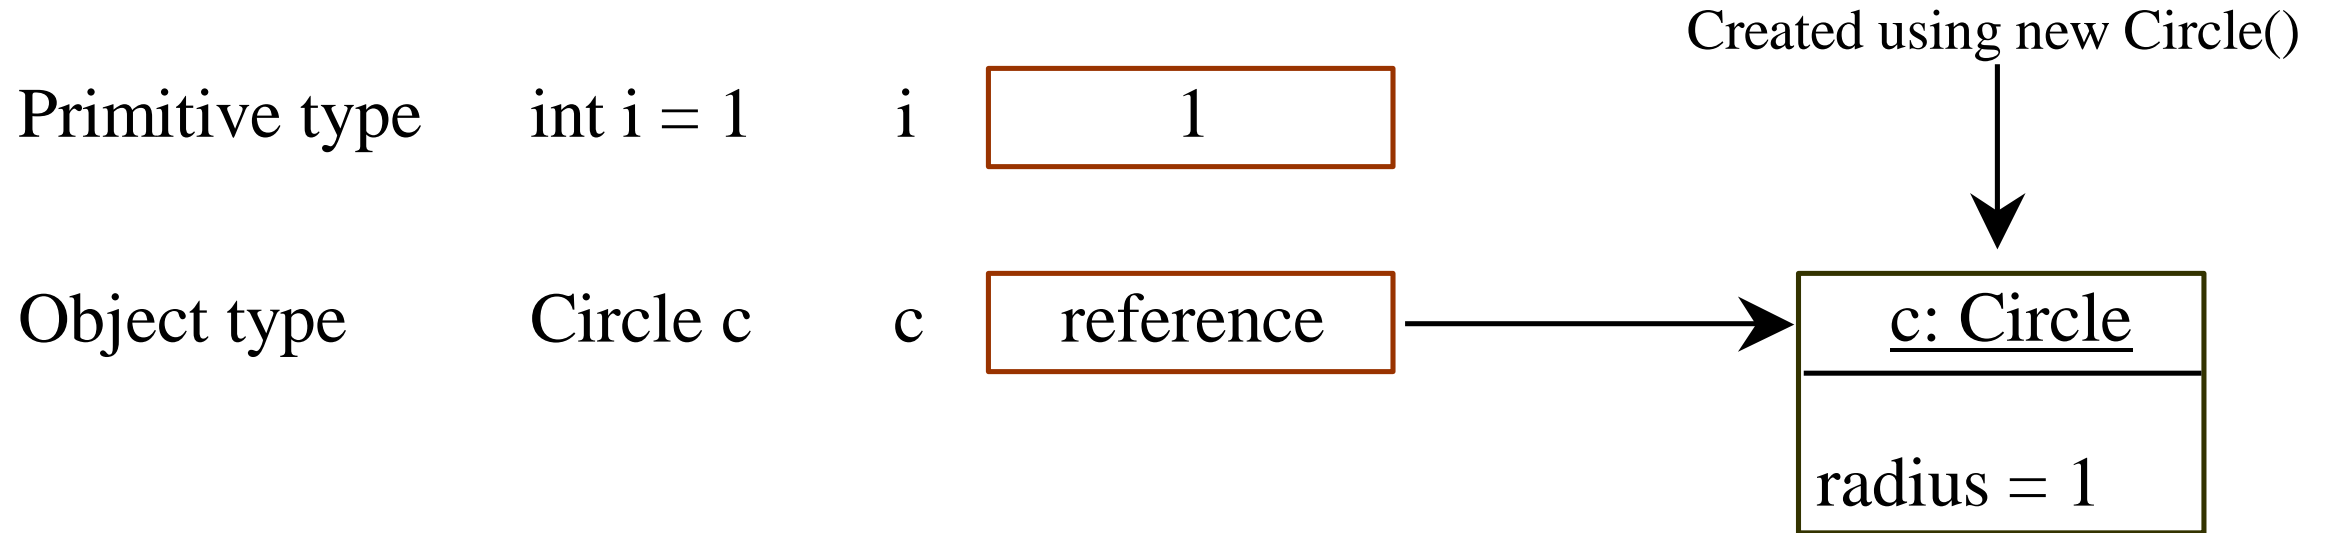 Created using new Circle()
Primitive type int i = 1 i 1
Object type Circle c c reference c: Circle
radius = 1